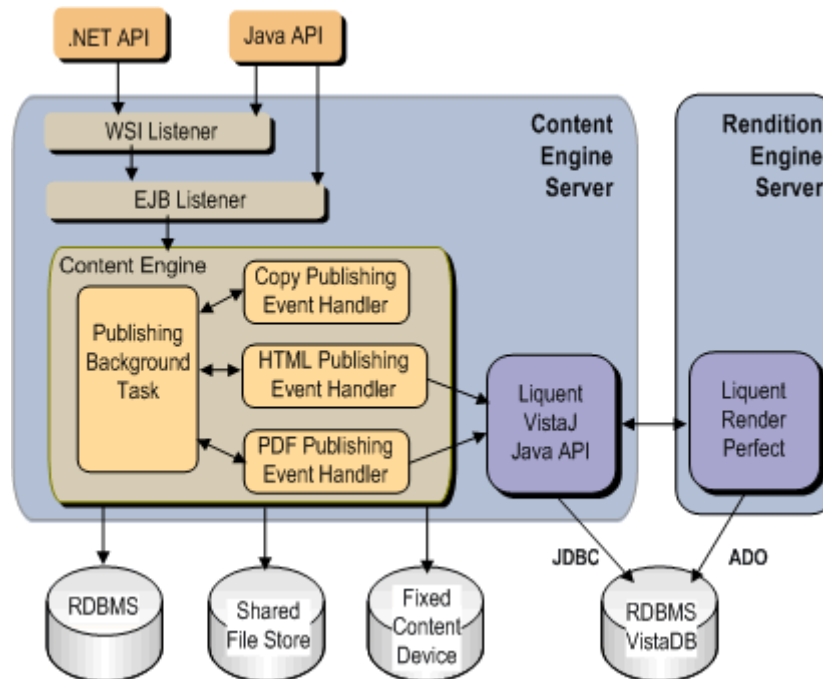 .NET API
Java API
WSI Listener
EJB Listener
Content
Engine
Server
Rendition
Engine
Server
Content Engine
Publishing
Background
Task
Copy Publishing
Event Handler
HTML Publishing
Event Handler
PDF Publishing
Event Handler
Liquent
VistaJ
Java API
Liquent
Render
Perfect
JDBC
ADO
RDBMS
Shared
File Store
Fixed
Content
Device
RDBMS
VistaDB